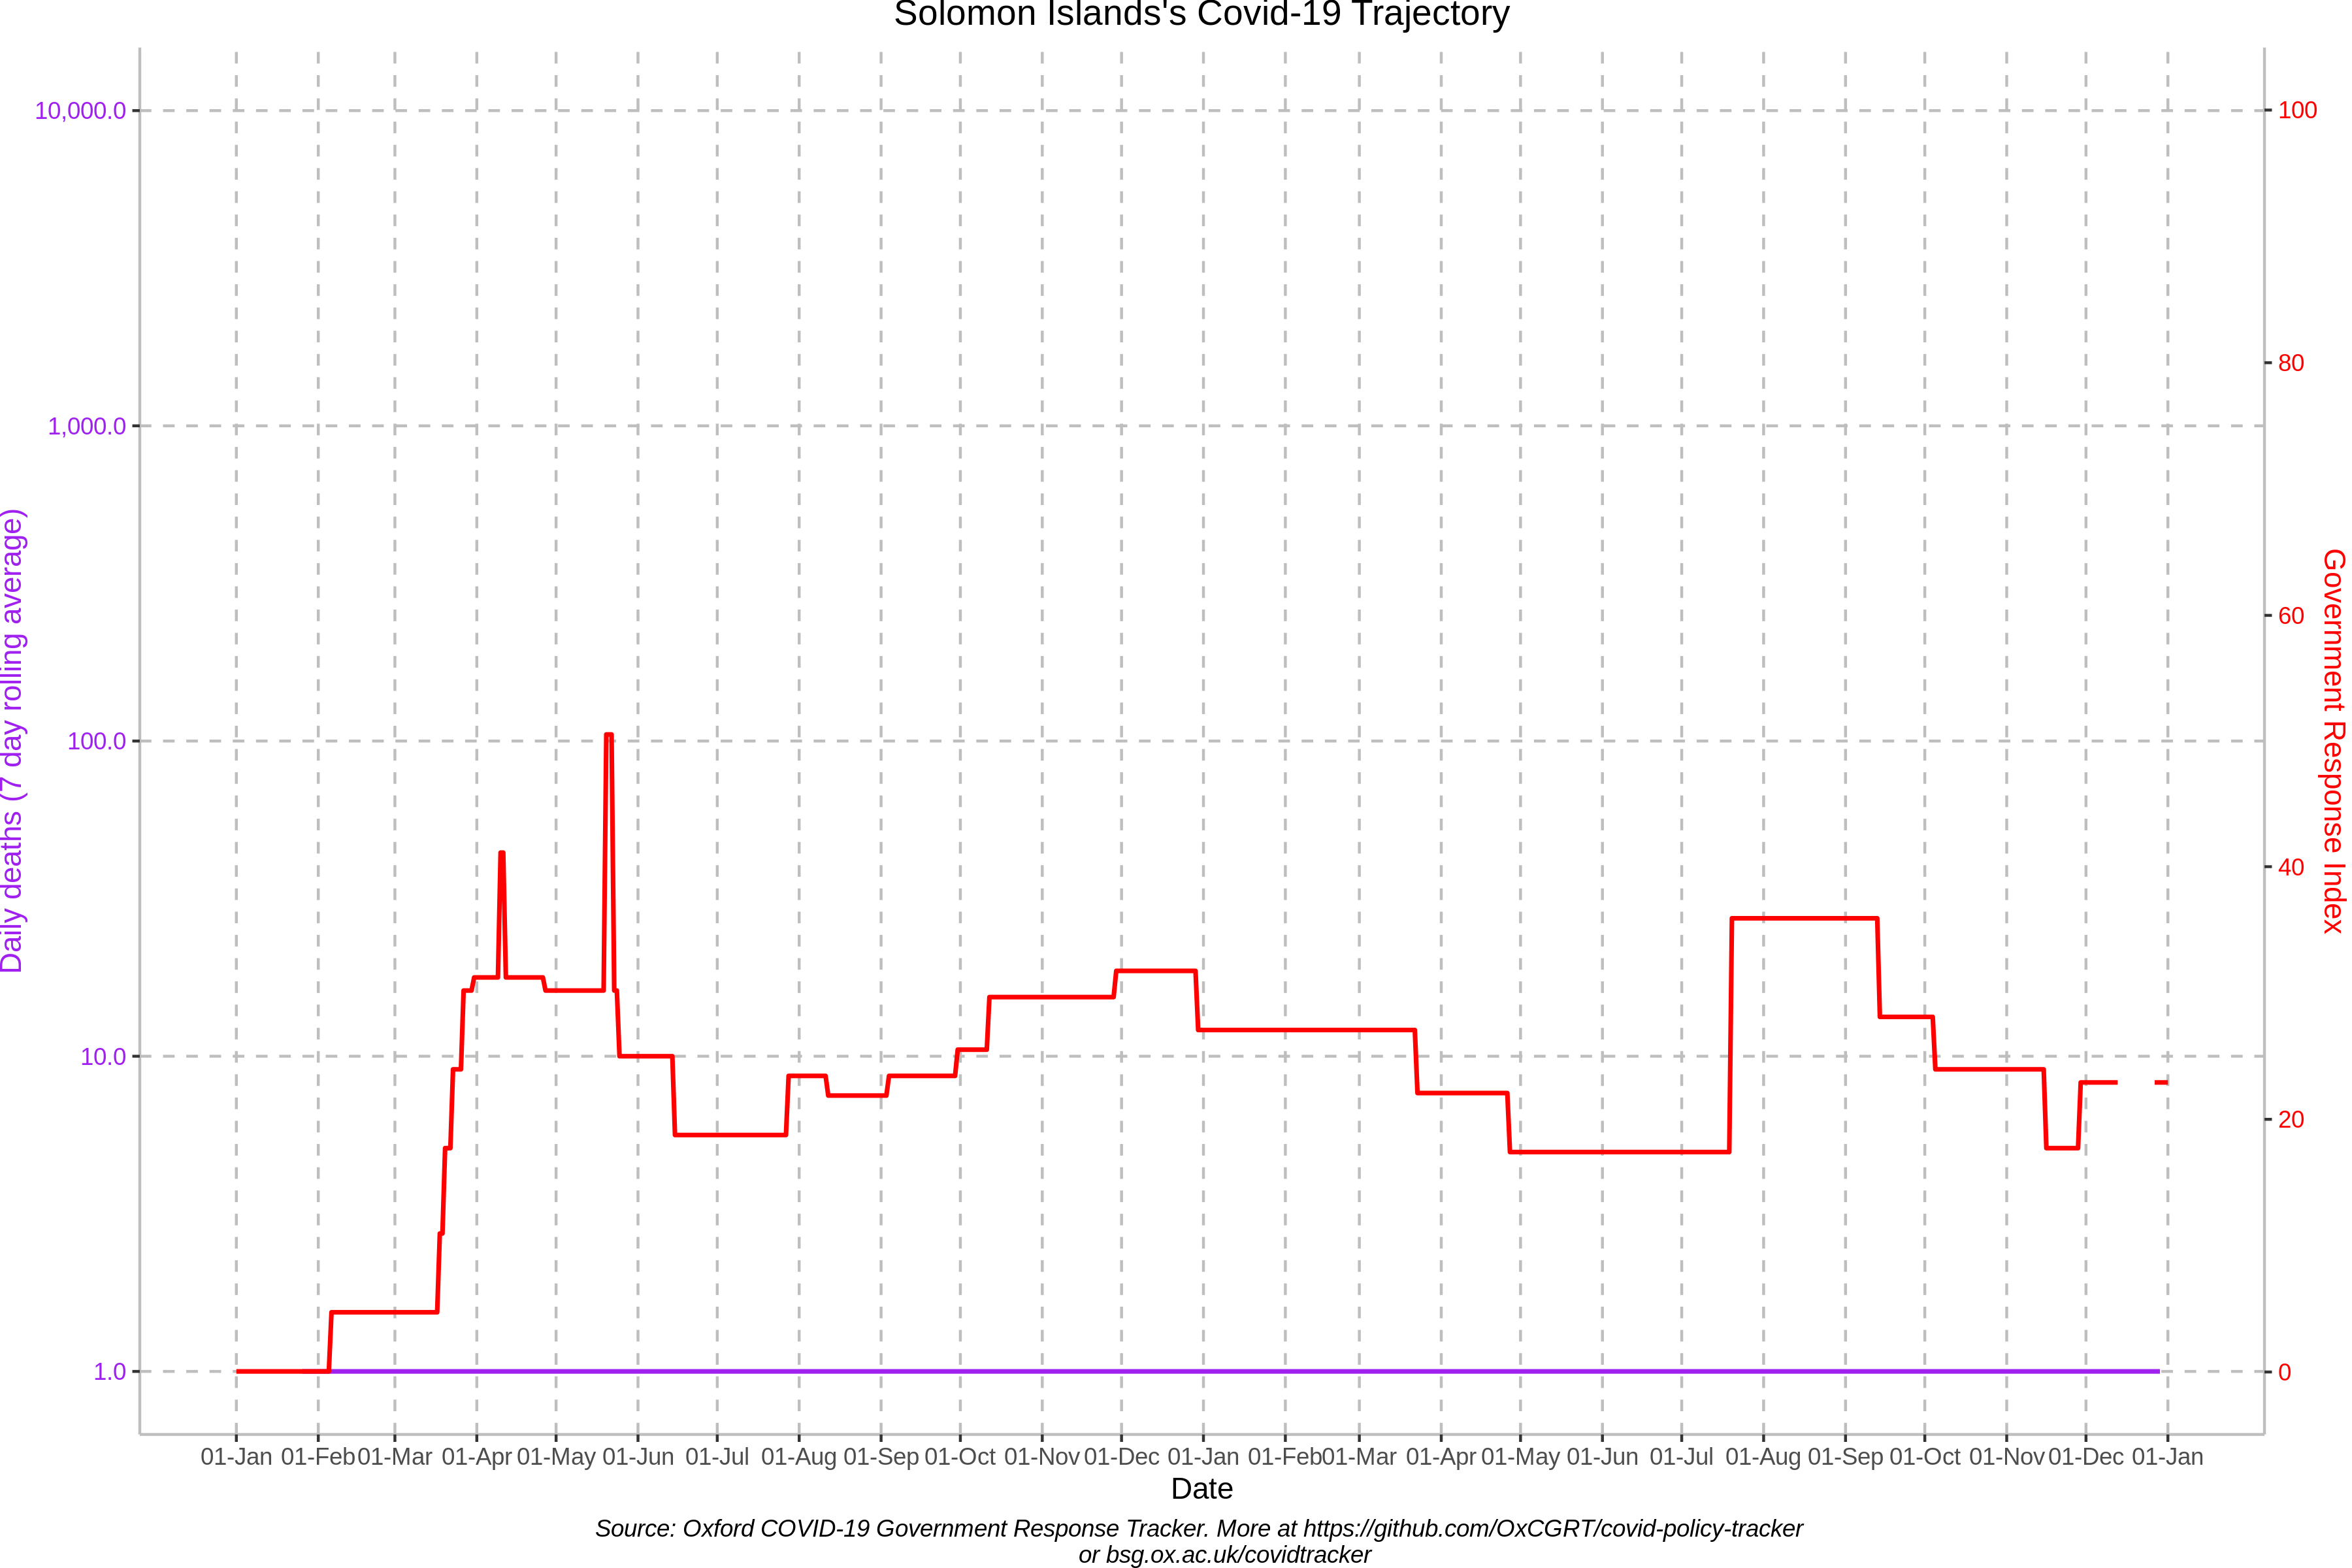 Solomon Islands's Covid-19 Trajectory
Daily deaths (7 day rolling average)
10,000.0
1,000.0
100.0
10.0
1.0
100
80
60
40
20
0
Government Response Index
01-Jan 01-Feb 01-Mar 01-Apr 01-May 01-Jun 01-Jul 01-Aug 01-Sep 01-Oct 01-Nov 01-Dec 01-Jan 01-Feb 01-Mar 01-Apr 01-May 01-Jun 01-Jul 01-Aug 01-Sep 01-Oct 01-Nov 01-Dec 01-Jan
Date
Source: Oxford COVID-19 Government Response Tracker. More at https://github.com/OxCGRT/covid-policy-tracker
or bsg.ox.ac.uk/covidtracker